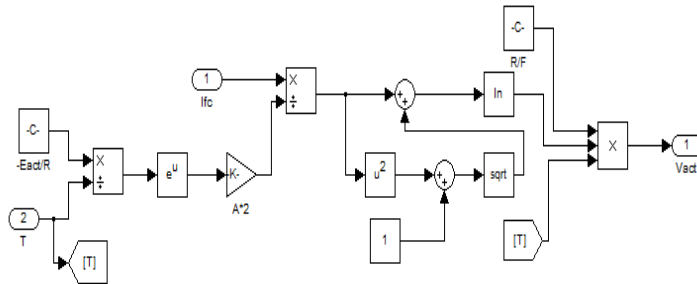 -C-
R/F
1
Ifc
X
÷
+
+
ln
-C-
-Eact/R
X
÷
e^u
K-
A*2
u^2
+
+
sqrt
X
1
Vact
2
T
[T]
1
[T]